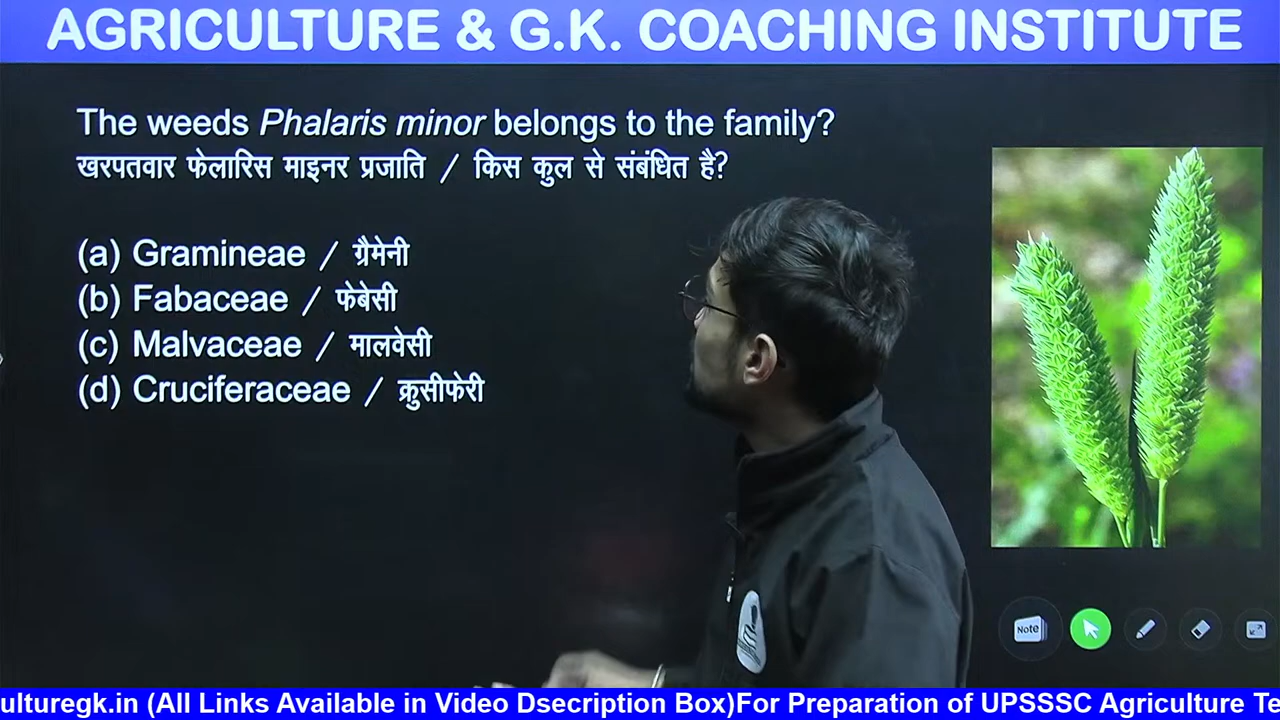 AGRICULTURE & G.K. COACHING INSTITUTE
The weeds Phalaris minor belongs to the family?
खरपतवार फेलारिस माइनर प्रजाति / किस कुल से संबंधित है?
(a) Gramineae / ग्रैमेनी
(b) Fabaceae / फेबेसी
(c) Malvaceae / मालवेसी
(d) Cruciferaceae / क्रुसीफेरी
Note
ulturegk.in (All Links Available in Video Dsecription Box)For Preparation of UPSSSC Agriculture Te